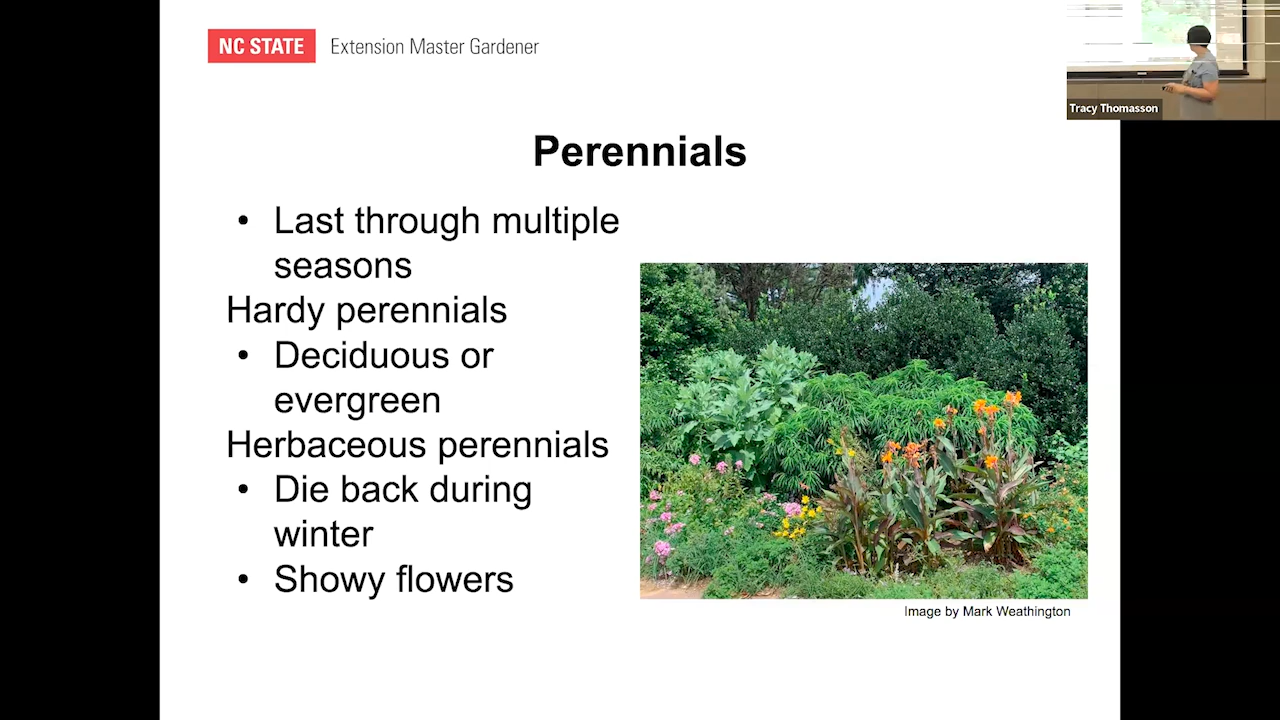 NC STATE Extension Master Gardener
Tracy Thomasson
Perennials
• Last through multiple
seasons
Hardy perennials
• Deciduous or
evergreen
Herbaceous perennials
• Die back during
winter
• Showy flowers
Image by Mark Weathington